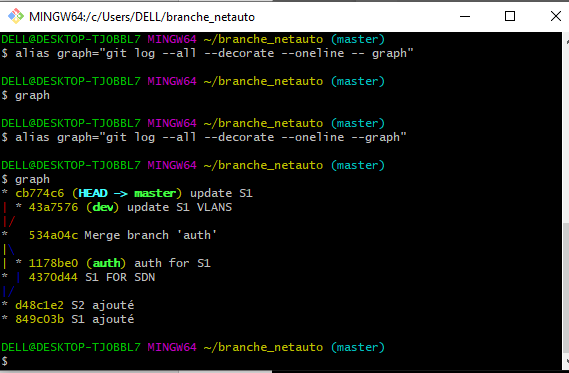 MINGW64:/c/Users/DELL/branche_netauto
DELL@DESKTOP-TJOBBL7 MINGW64 ~/branche_netauto (master)
$ alias graph="git log --all --decorate --oneline -- graph"
DELL@DESKTOP-TJOBBL7 MINGW64 ~/branche_netauto (master)
$ graph
DELL@DESKTOP-TJOBBL7 MINGW64 ~/branche_netauto (master)
$ alias graph="git log --all --decorate --oneline --graph"
DELL@DESKTOP-TJOBBL7 MINGW64 ~/branche_netauto (master)
$ graph
* cb774c6 (HEAD -> master) update S1
| * 43a7576 (dev) update S1 VLANS
|/
*   534a04c Merge branch 'auth'
|\
| * 1178be0 (auth) auth for S1
* | 4370d44 S1 FOR SDN
|/
* d48c1e2 S2 ajouté
* 849c03b S1 ajouté
DELL@DESKTOP-TJOBBL7 MINGW64 ~/branche_netauto (master)
$